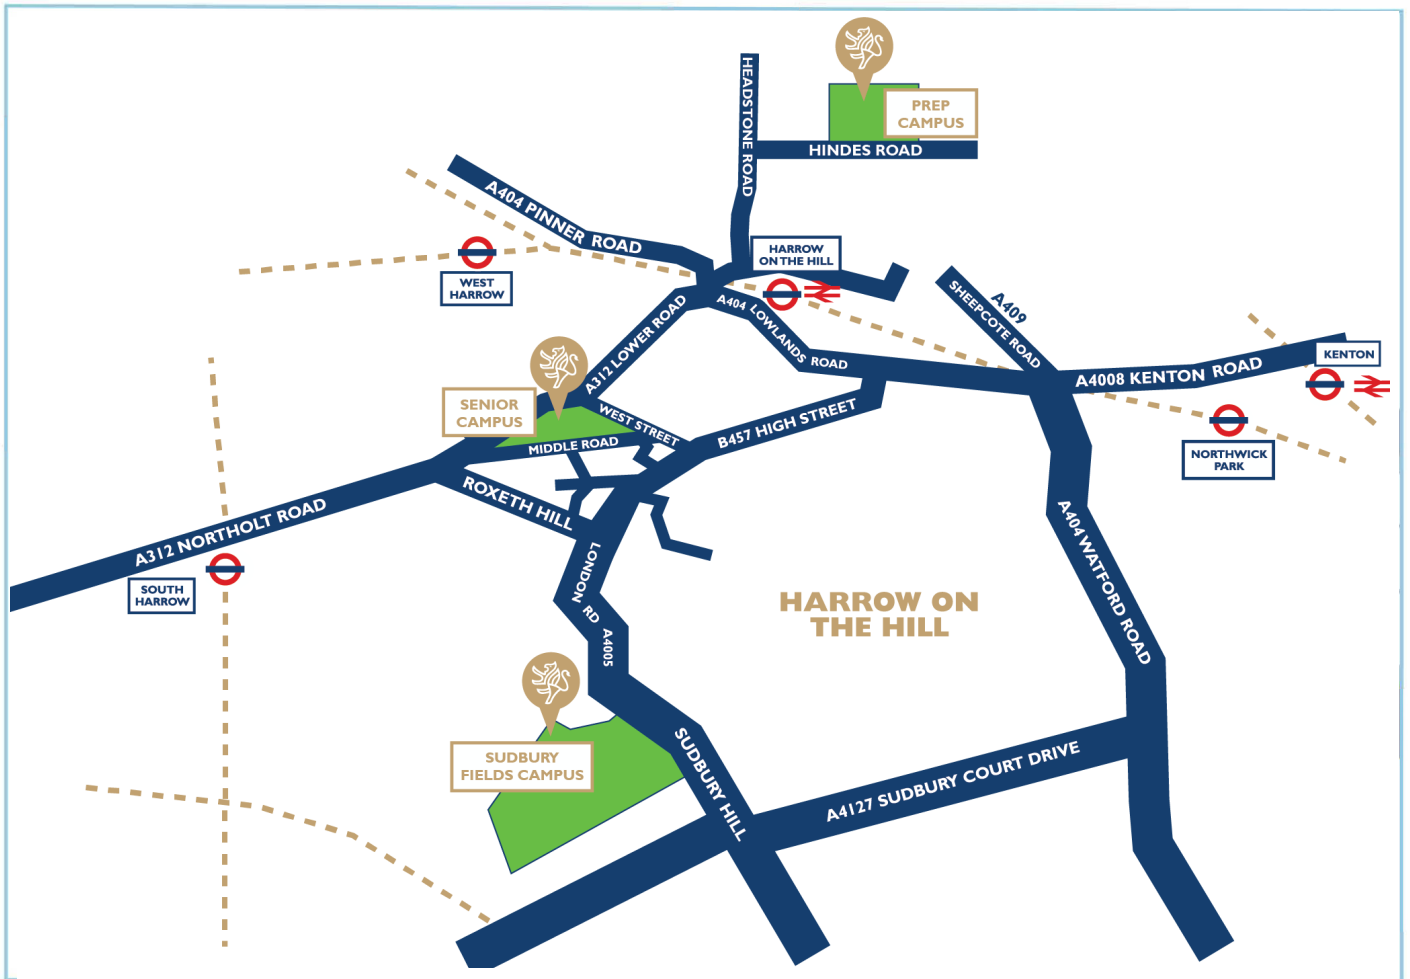 HEADSTONE ROAD
PREP
CAMPUS
HINDES ROAD
A404 PINNER ROAD
HARROW
ON THE HILL
WEST
HARROW
A404 LOWLANDS ROAD
A409
SHEEPCOTE ROAD
A312 LOWER ROAD
KENTON
A4008 KENTON ROAD
SENIOR
CAMPUS
WEST STREET
B457 HIGH STREET
MIDDLE ROAD
NORTHWICK
PARK
ROXETH HILL
A312 NORTHOLT ROAD
SOUTH
HARROW
LONDON RD A4005
A404 WATFORD ROAD
HARROW ON
THE HILL
SUDBURY
FIELDS CAMPUS
SUDBURY HILL
A4127 SUDBURY COURT DRIVE